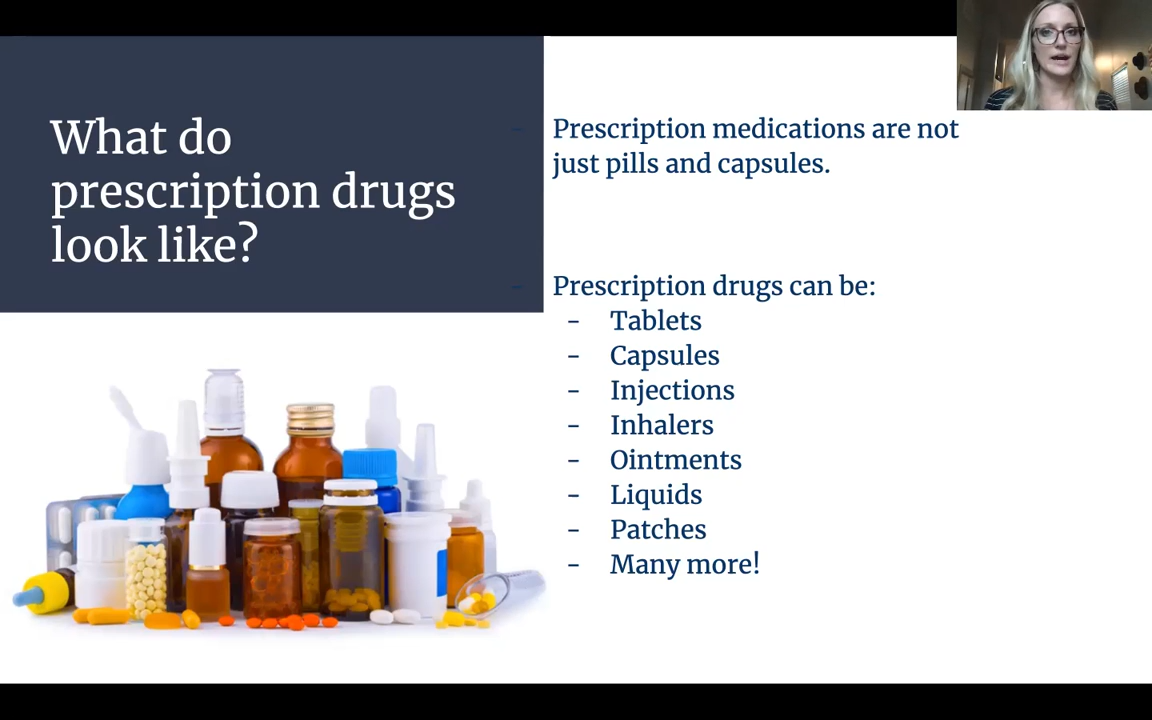 What do
prescription drugs
look like?
- Prescription medications are not
just pills and capsules.
- Prescription drugs can be:
- Tablets
- Capsules
- Injections
- Inhalers
- Ointments
- Liquids
- Patches
- Many more!